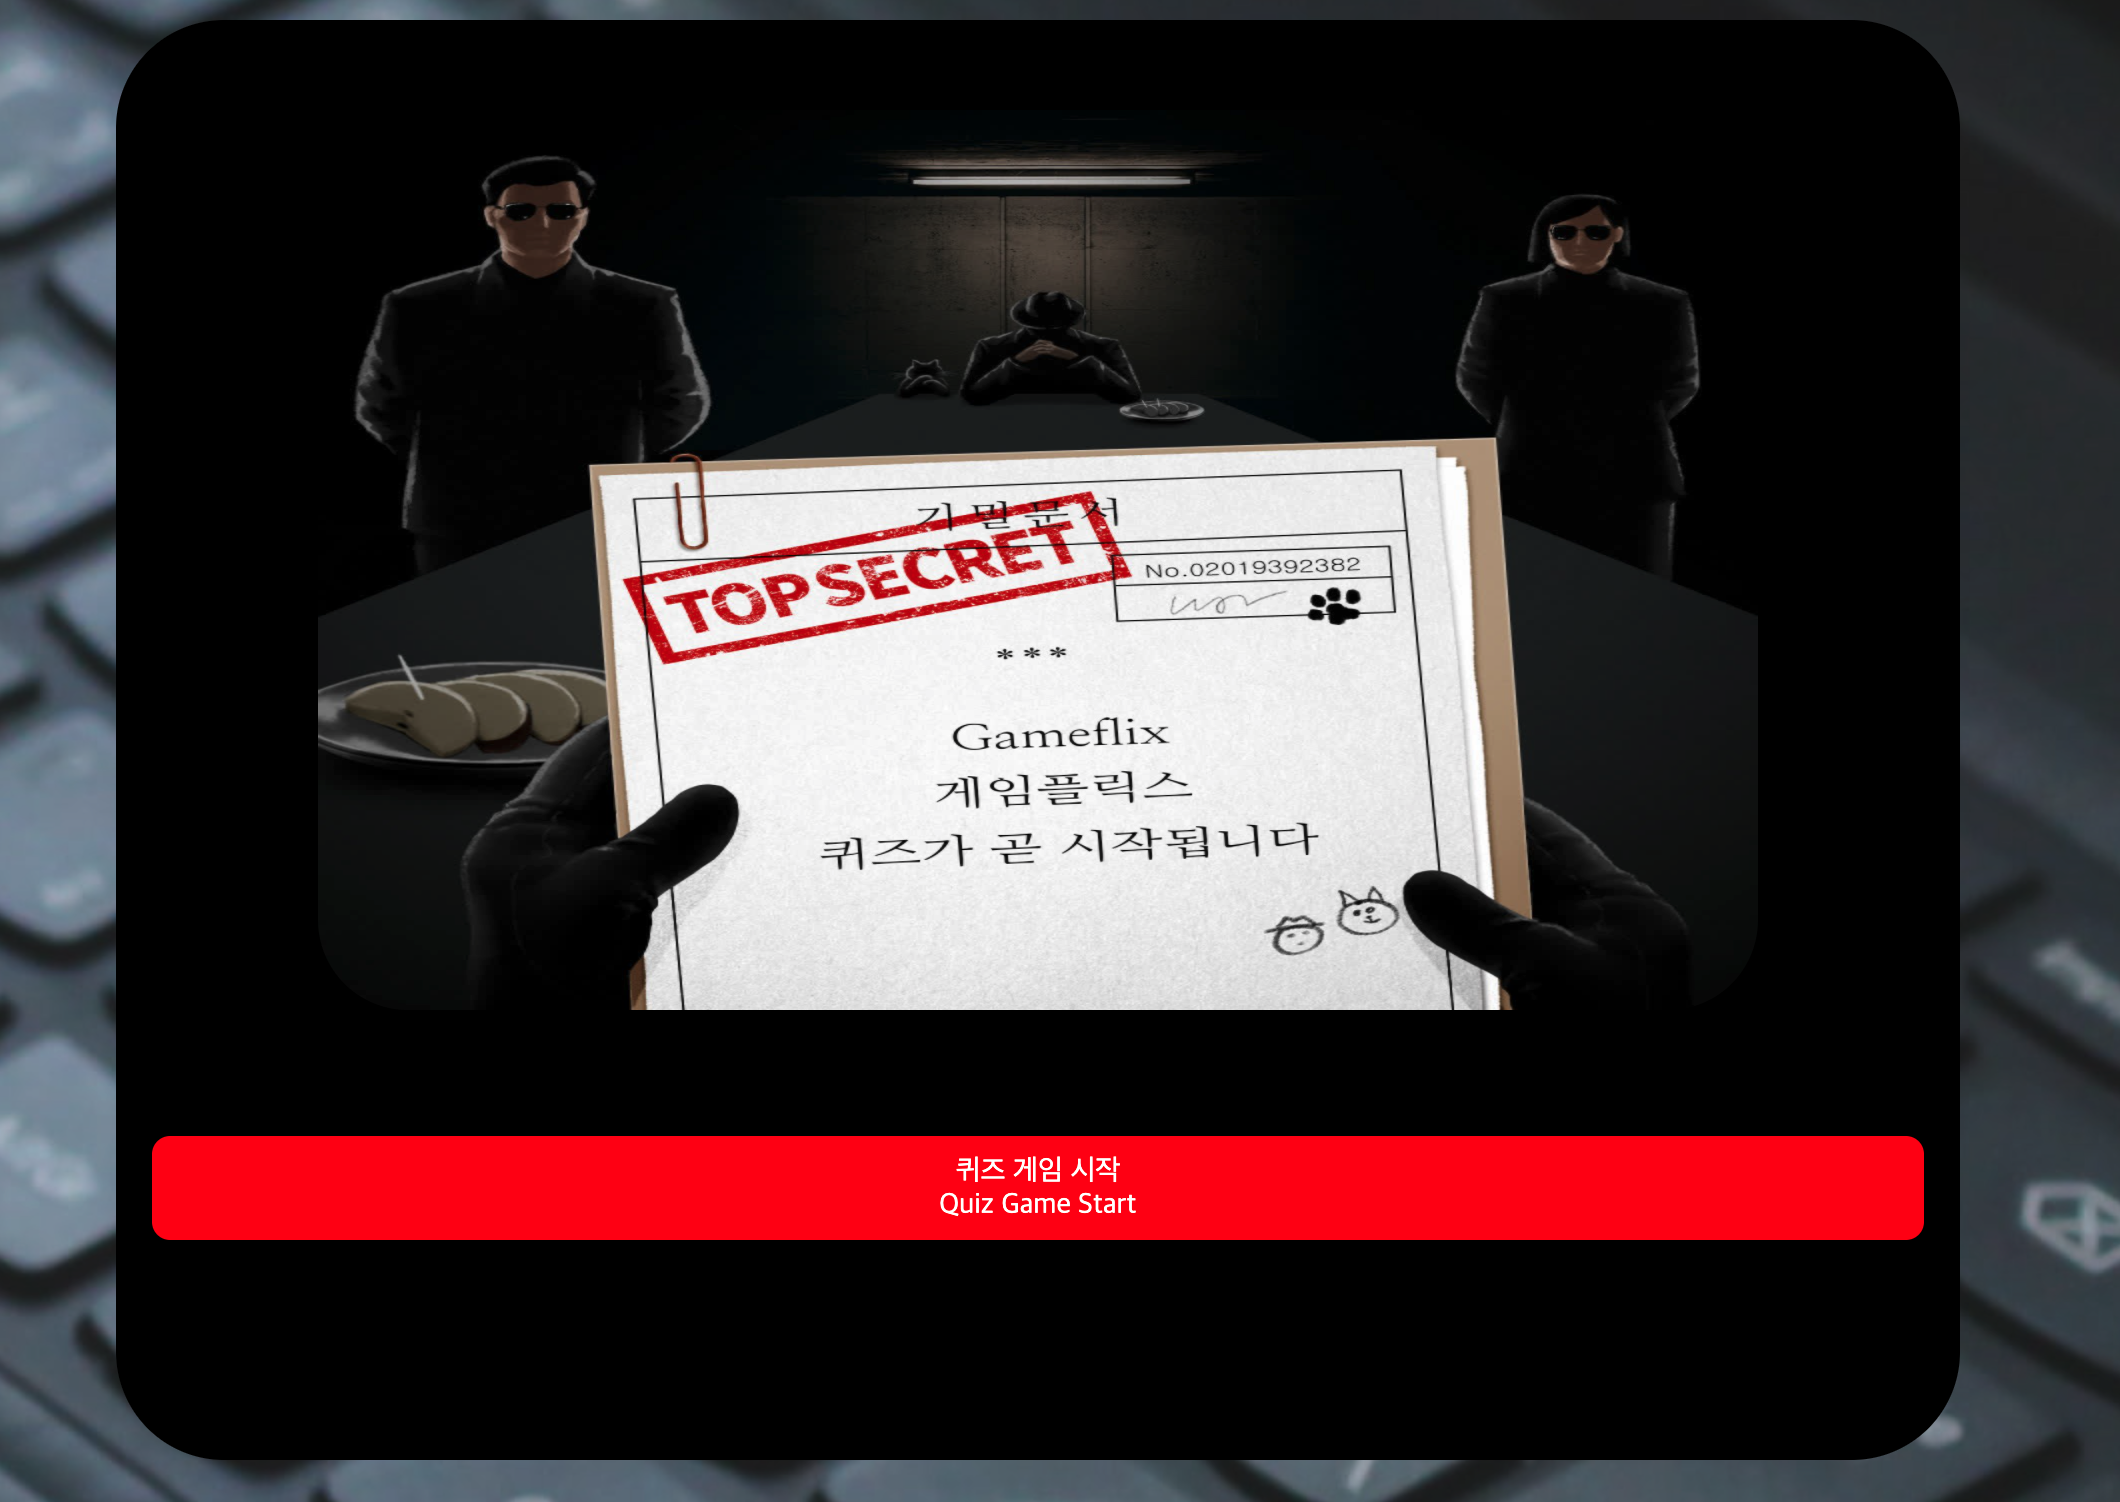 기밀문서
TOP SECRET
No.02019392382
***
Gameflix
게임플릭스
퀴즈가 곧 시작됩니다
퀴즈 게임 시작
Quiz Game Start